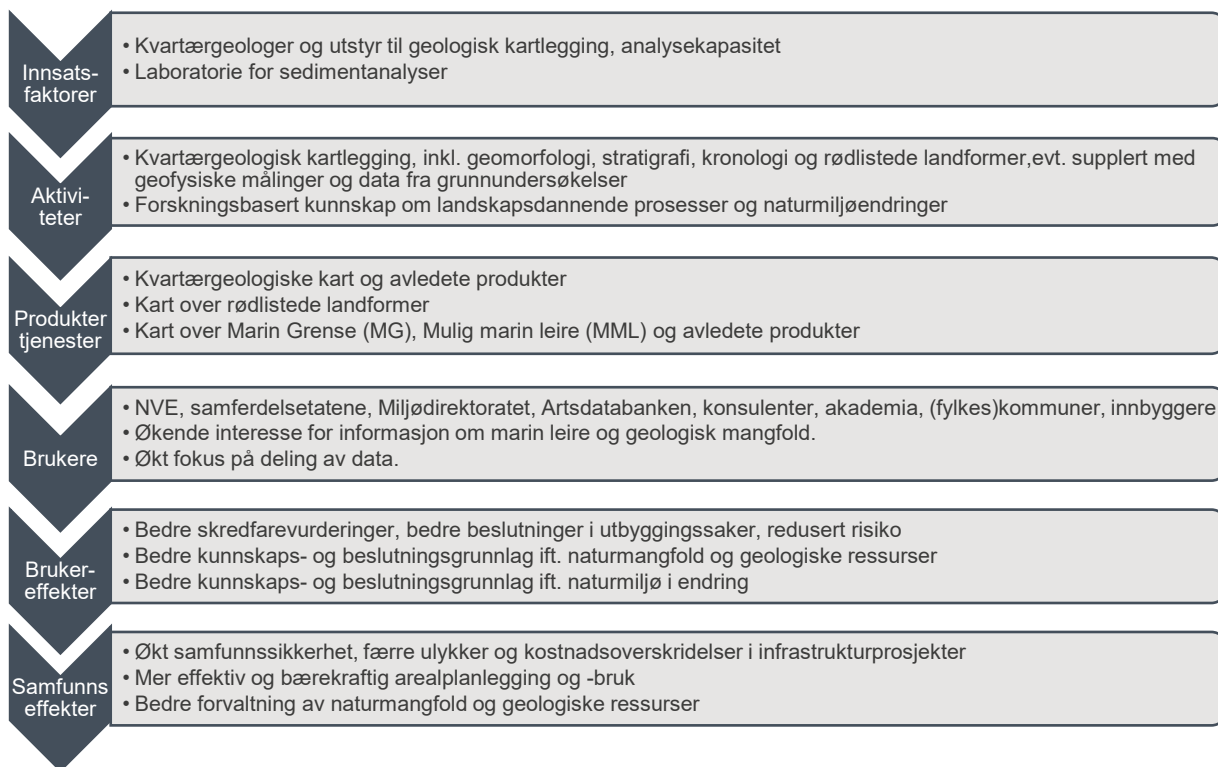 Innsats-
faktorer
• Kvartærgeologer og utstyr til geologisk kartlegging, analysekapasitet
• Laboratorie for sedimentanalyser
Aktivi-
teter
• Kvartærgeologisk kartlegging, inkl. geomorfologi, stratigrafi, kronologi og rødlistede landformer,evt. supplert med
geofysiske målinger og data fra grunnundersøkelser
• Forskningsbasert kunnskap om landskapsdannende prosesser og naturmiljøendringer
Produkter
tjenester
• Kvartærgeologiske kart og avledete produkter
• Kart over rødlistede landformer
• Kart over Marin Grense (MG), Mulig marin leire (MML) og avledete produkter
Brukere
• NVE, samferdelsetatene, Miljødirektoratet, Artsdatabanken, konsulenter, akademia, (fylkes)kommuner, innbyggere
• Økende interesse for informasjon om marin leire og geologisk mangfold.
• Økt fokus på deling av data.
Bruker-
effekter
• Bedre skredfarevurderinger, bedre beslutninger i utbyggingssaker, redusert risiko
• Bedre kunnskaps- og beslutningsgrunnlag ift. naturmangfold og geologiske ressurser
• Bedre kunnskaps- og beslutningsgrunnlag ift. naturmiljø i endring
Samfunns
effekter
• Økt samfunnssikkerhet, færre ulykker og kostnadsoverskridelser i infrastrukturprosjekter
• Mer effektiv og bærekraftig arealplanlegging og -bruk
• Bedre forvaltning av naturmangfold og geologiske ressurser